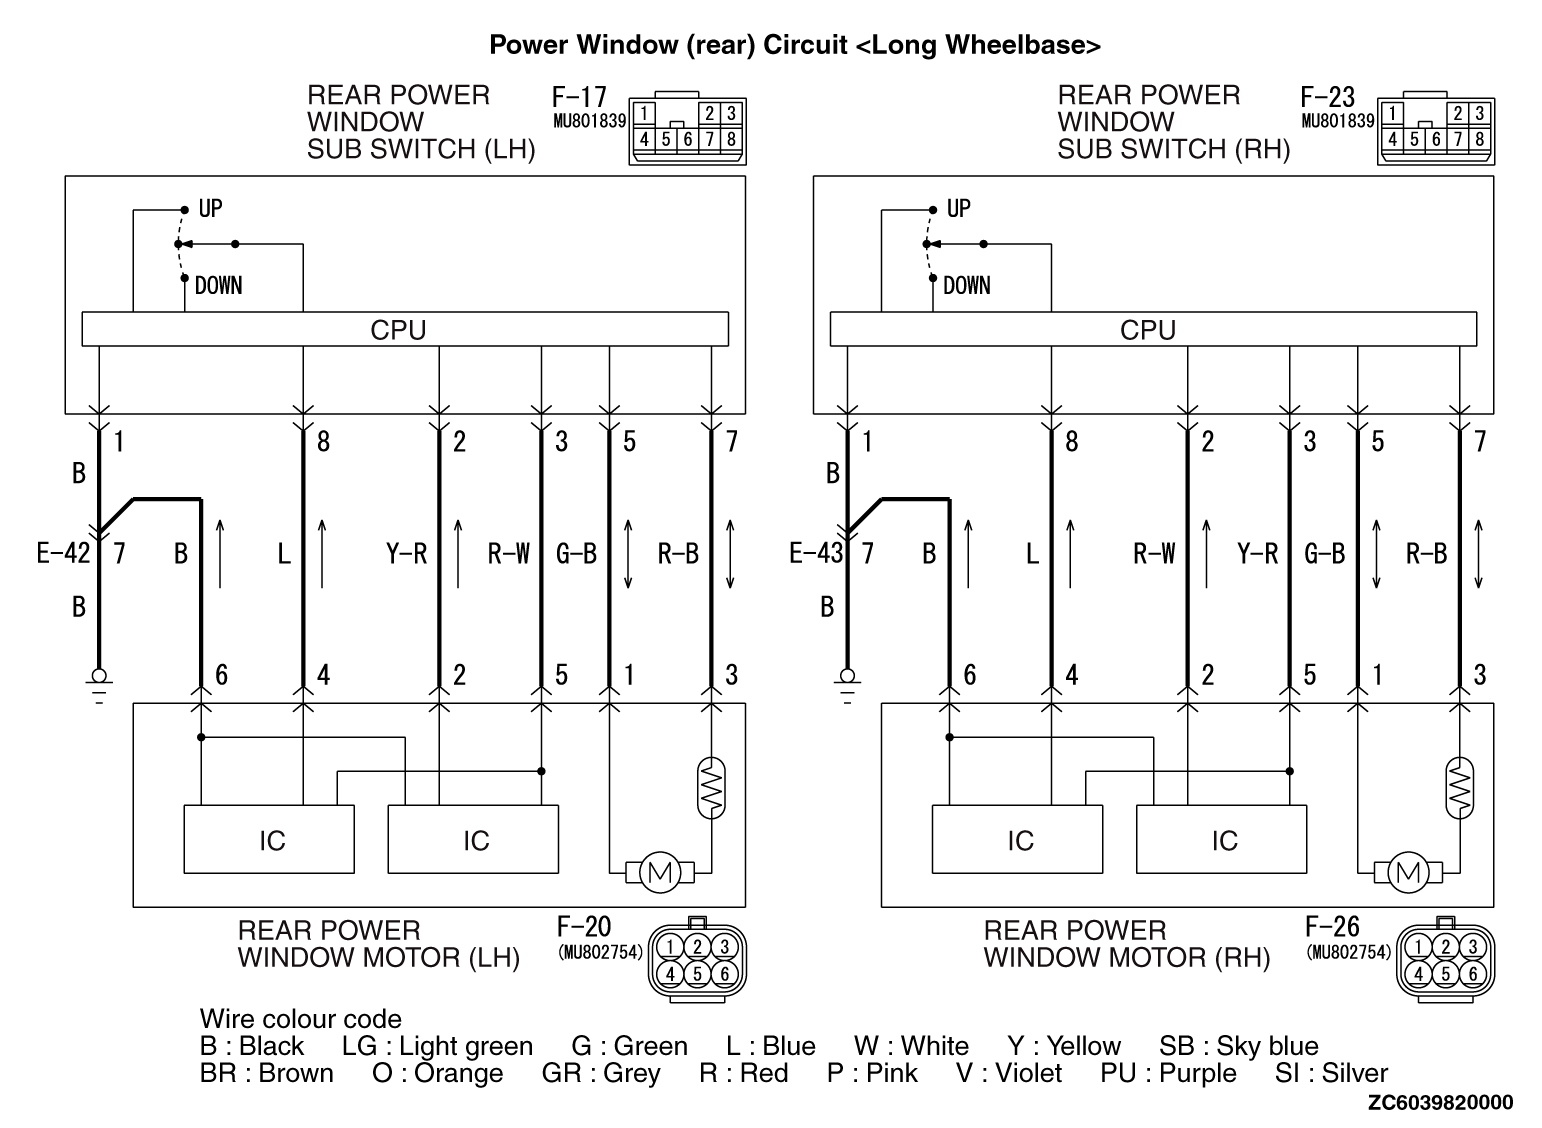 Power Window (rear) Circuit <Long Wheelbase>
REAR POWER
WINDOW
SUB SWITCH (LH)
F-17
MU801839
1 2 3
4 5 6 7 8
REAR POWER
WINDOW
SUB SWITCH (RH)
F-23
MU801839
1 2 3
4 5 6 7 8
UP
DOWN
CPU
UP
DOWN
CPU
1 8 2 3 5 7
B
E-42 7 B L Y-R R-W G-B R-B
B
6 4 2 5 1 3
1 8 2 3 5 7
B
E-43 7 B L R-W Y-R G-B R-B
B
6 4 2 5 1 3
IC IC M
IC IC M
REAR POWER
WINDOW MOTOR (LH)
F-20
(MU802754)
1 2 3
4 5 6
REAR POWER
WINDOW MOTOR (RH)
F-26
(MU802754)
1 2 3
4 5 6
Wire colour code
B : Black LG : Light green G : Green L : Blue W : White Y : Yellow SB : Sky blue
BR : Brown O : Orange GR : Grey R : Red P : Pink V : Violet PU : Purple SI : Silver
ZC6039820000